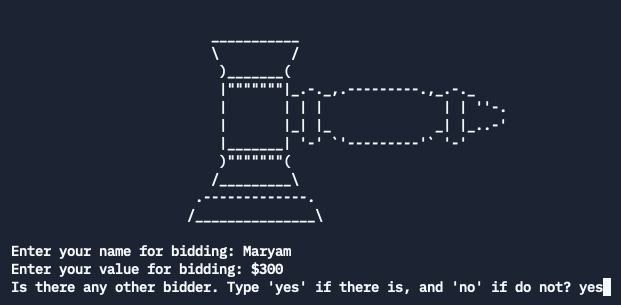 Enter your name for bidding: Maryam
Enter your value for bidding: $300
Is there any other bidder. Type 'yes' if there is, and 'no' if do not? yes